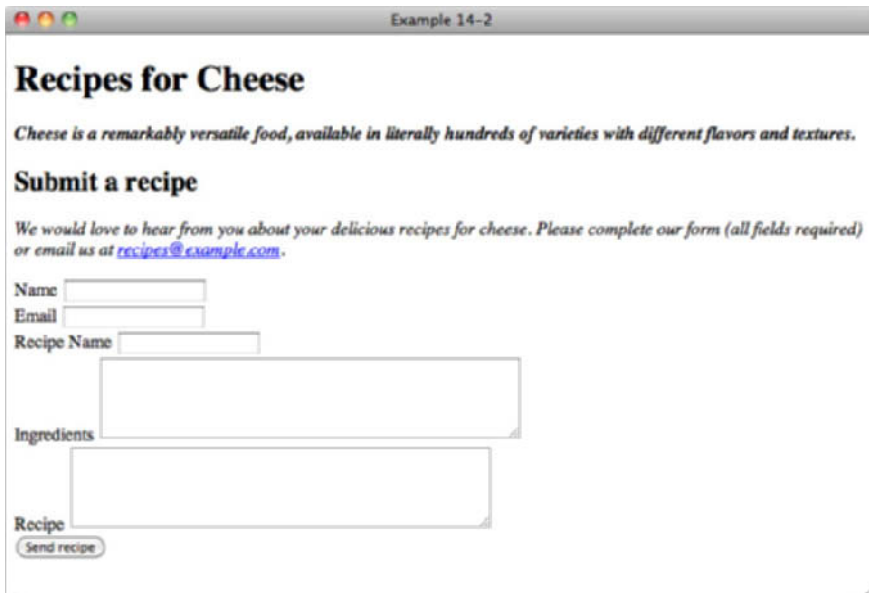 Example 14-2
Recipes for Cheese
Cheese is a remarkably versatile food, available in literally hundreds of varieties with different flavors and textures.
Submit a recipe
We would love to hear from you about your delicious recipes for cheese. Please complete our form (all fields required)
or email us at recipes@example.com.
Name
Email
Recipe Name
Ingredients
Recipe
Send recipe